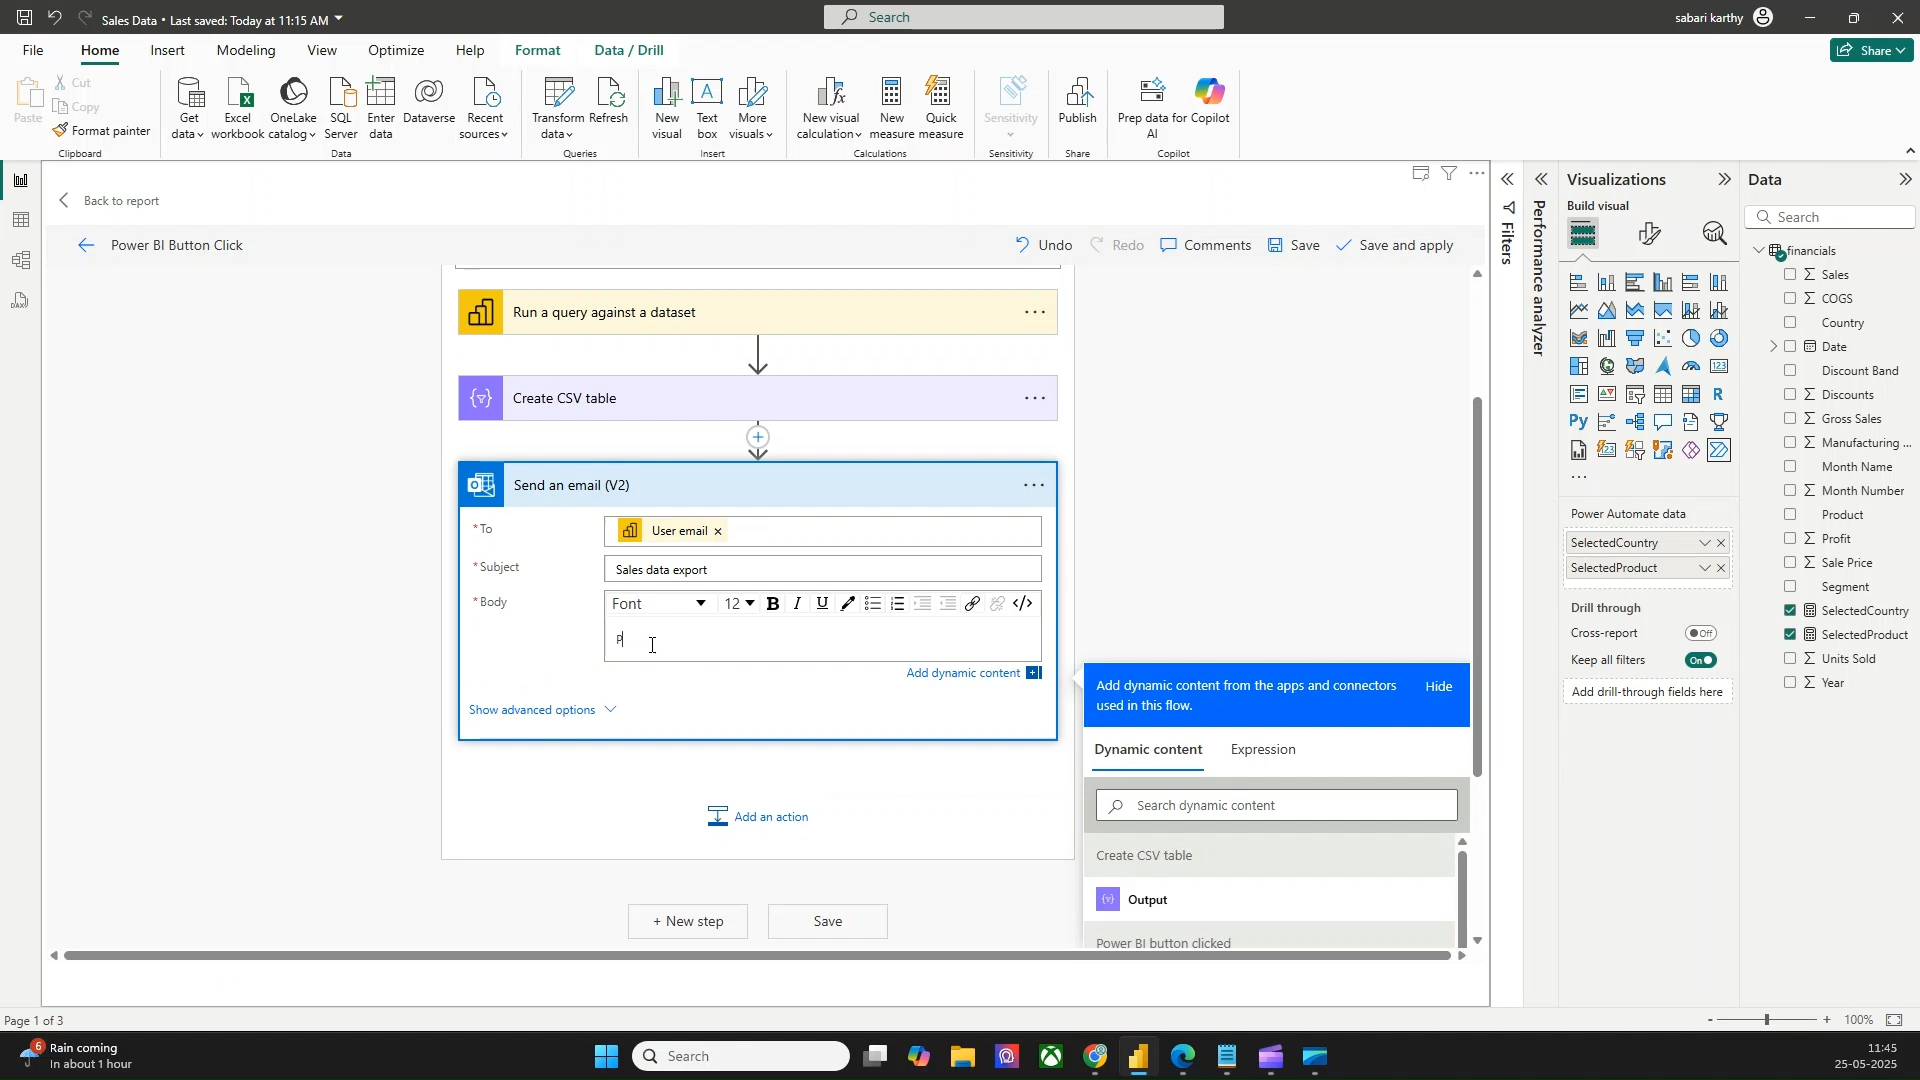 Sales Data • Last saved: Today at 11:15 AM
Search
sabari karthy
File
Home
Insert
Modeling
View
Optimize
Help
Format
Data / Drill
Share
Paste
Cut
Copy
Format painter
Get data
Excel workbook
OneLake catalog
SQL Server
Enter data
Dataverse
Recent sources
Transform data
Refresh
New visual
Text box
More visuals
New visual calculation
New measure
Quick measure
Sensitivity
Publish
Prep data for AI
Copilot
Clipboard
Data
Queries
Insert
Calculations
Sensitivity
Share
Copilot
Back to report
Power BI Button Click
Undo
Redo
Comments
Save
Save and apply
Run a query against a dataset
Create CSV table
Send an email (V2)
* To
User email
* Subject
Sales data export
* Body
Font
12
P
Add dynamic content
Show advanced options
Add an action
+ New step
Save
Add dynamic content from the apps and connectors
used in this flow.
Hide
Dynamic content
Expression
Search dynamic content
Create CSV table
Output
Power BI button clicked
Filters
Performance analyzer
Visualizations
Build visual
Power Automate data
SelectedCountry
SelectedProduct
Drill through
Cross-report
Off
Keep all filters
On
Add drill-through fields here
Data
Search
financials
Sales
COGS
Country
Date
Discount Band
Discounts
Gross Sales
Manufacturing ...
Month Name
Month Number
Product
Profit
Sale Price
Segment
SelectedCountry
SelectedProduct
Units Sold
Year
Page 1 of 3
100%
6
Rain coming
In about 1 hour
Search
11:45
25-05-2025